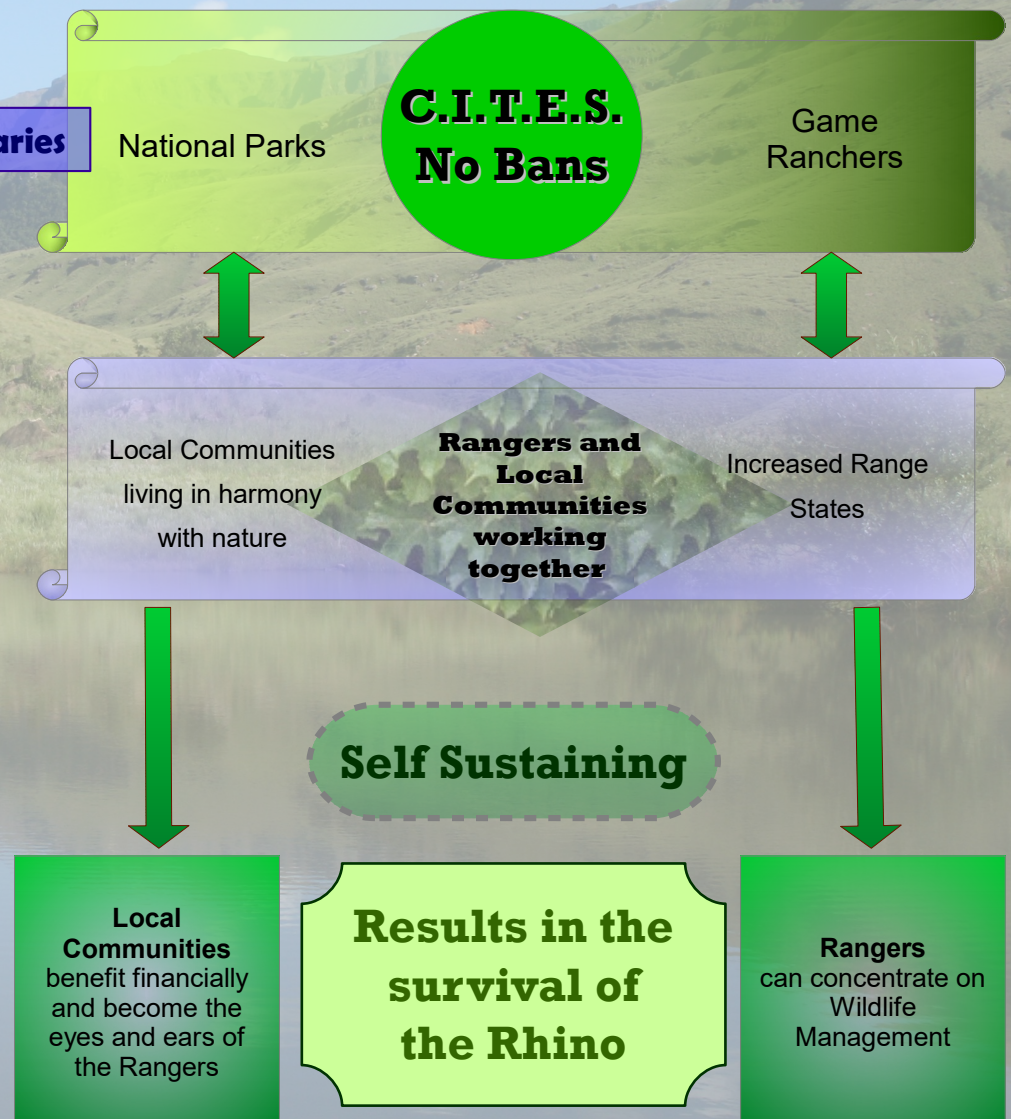 aries
National Parks
C.I.T.E.S.
No Bans
Game
Ranchers
Local Communities
living in harmony
with nature
Rangers and
Local
Communities
working
together
Increased Range
States
Self Sustaining
Local
Communities
benefit financially
and become the
eyes and ears of
the Rangers
Results in the
survival of
the Rhino
Rangers
can concentrate on
Wildlife
Management